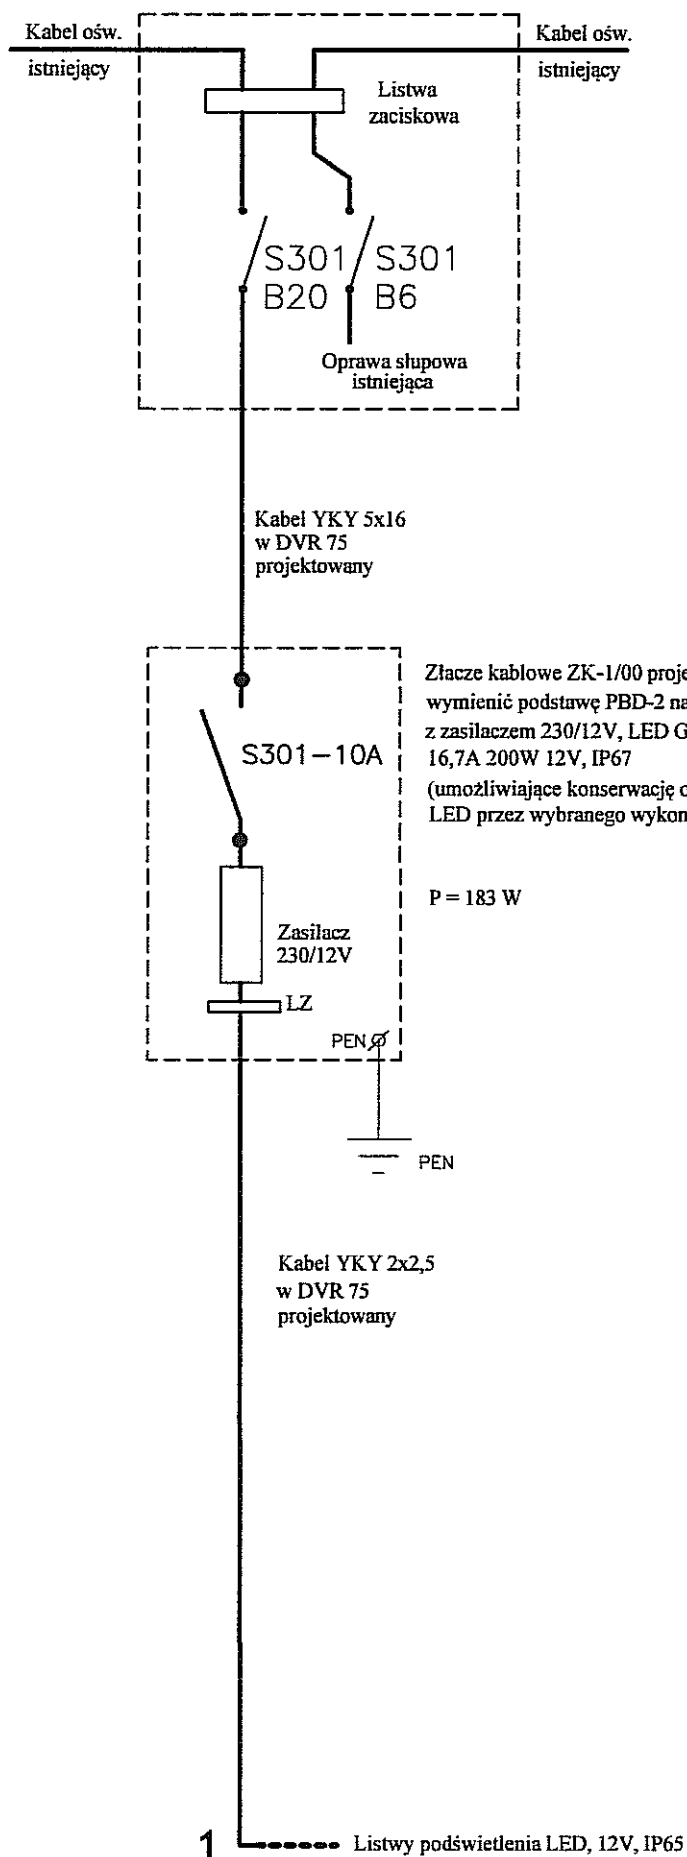 Kabel ośw.
istniejący
Kabel ośw.
istniejący
Listwa
zaciskowa
S301
B20
S301
B6
Oprawa słupowa
istniejąca
Kabel YKY 5x16
w DVR 75
projektowany
Złacze kablowe ZK-1/00 proje
wymienić podstawę PBD-2 na
z zasilaczem 230/12V, LED G
16,7A 200W 12V, IP67
(umożliwiające konserwację o
LED przez wybranego wykon
S301-10A
P = 183 W
Zasilacz
230/12V
LZ
PEN
PEN
Kabel YKY 2x2,5
w DVR 75
projektowany
1
Listwy podświetlenia LED, 12V, IP65